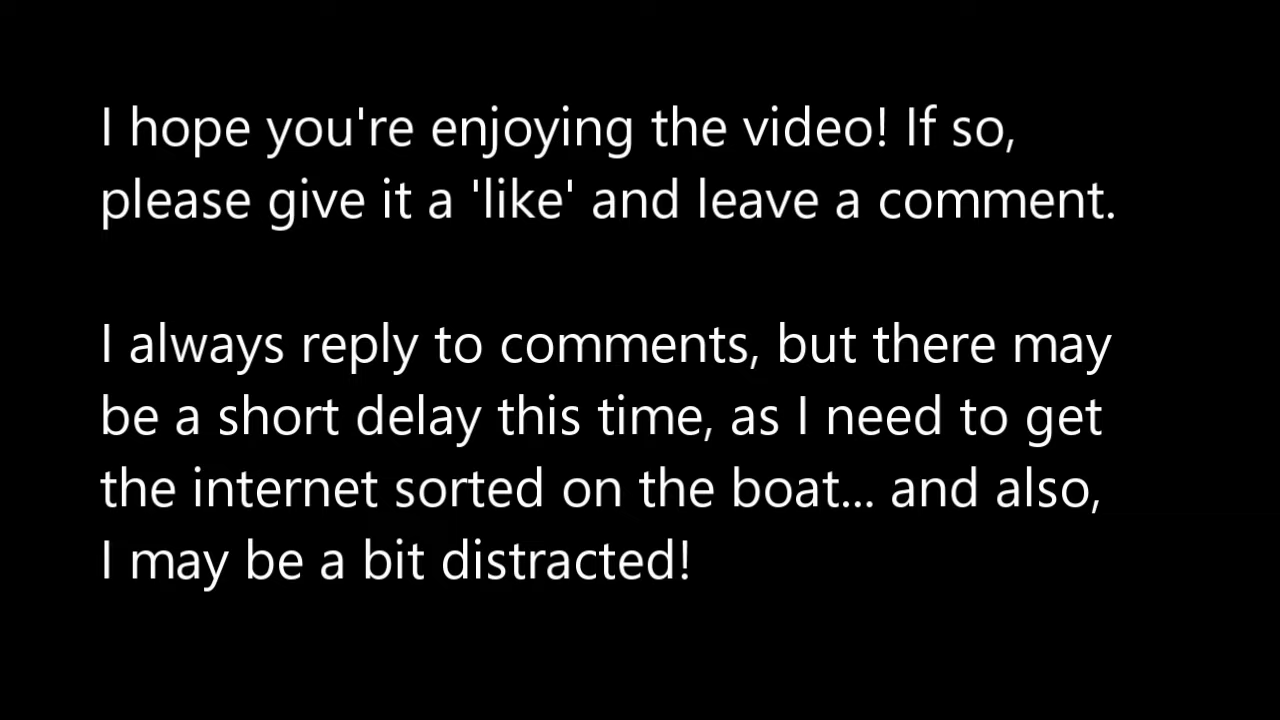 I hope you're enjoying the video! If so,
please give it a 'like' and leave a comment.
I always reply to comments, but there may
be a short delay this time, as I need to get
the internet sorted on the boat... and also,
I may be a bit distracted!